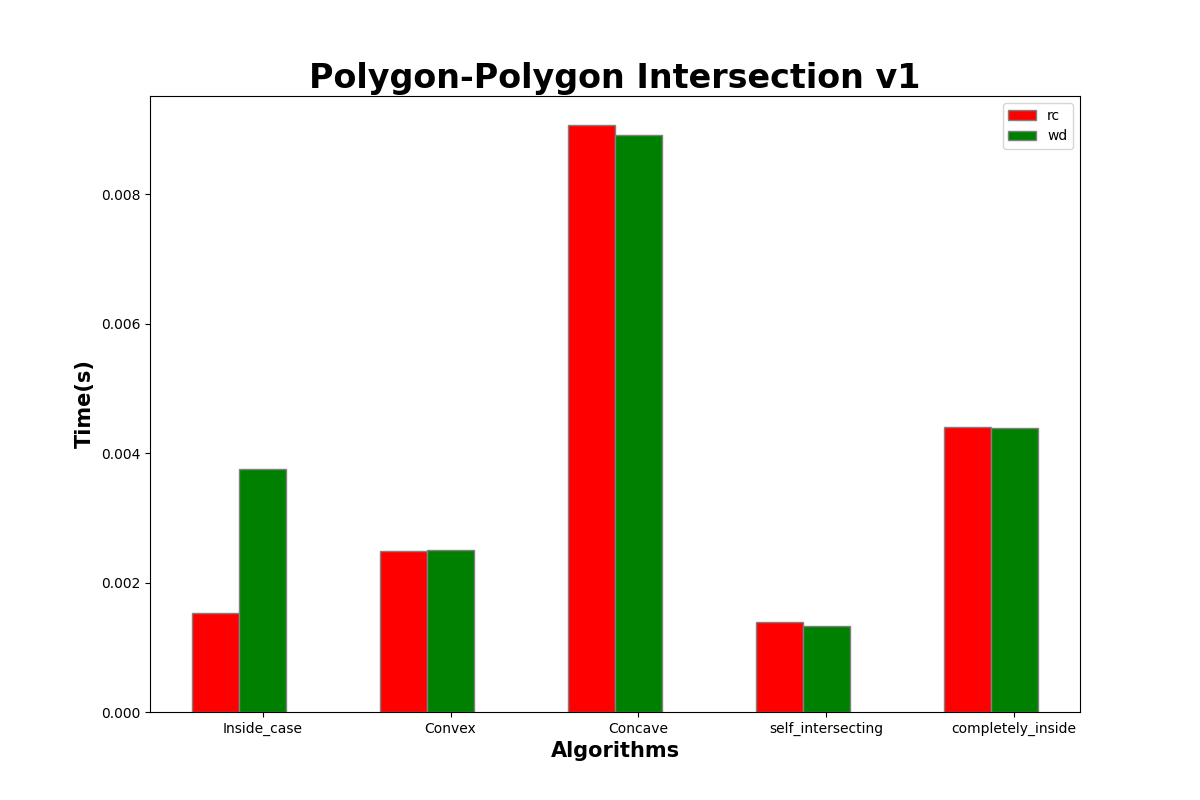 Polygon-Polygon Intersection v1
rc
wd
0.008
0.006
0.004
0.002
0.000
Time(s)
Inside_case Convex Concave self_intersecting completely_inside
Algorithms